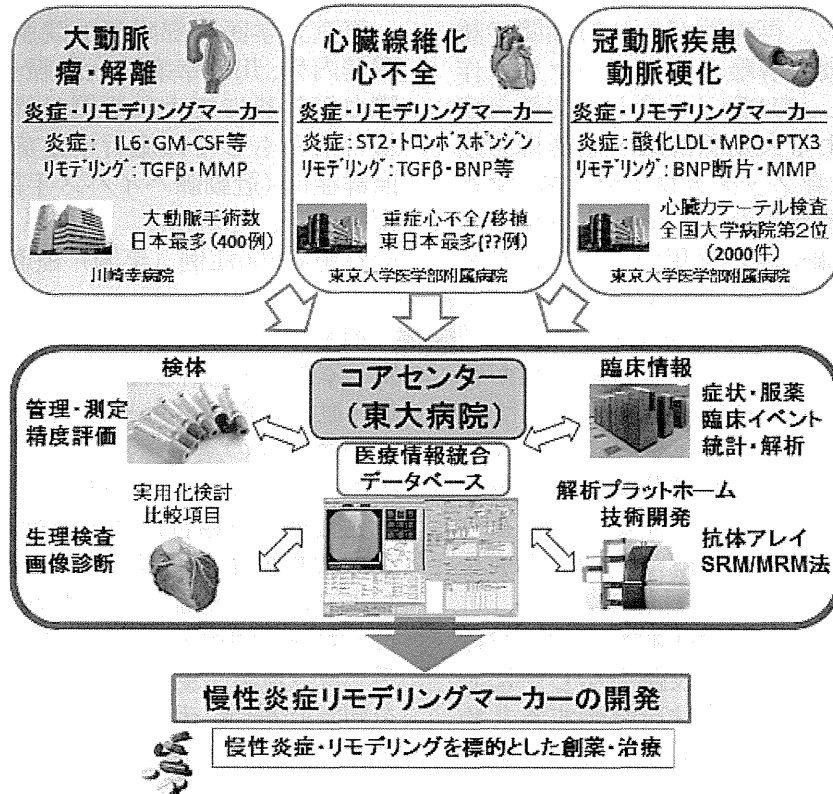 大動脈
瘤・解離
炎症・リモデリングマーカー
炎症： IL6・GM-CSF等
リモデリング：TGFβ・MMP
大動脈手術数
日本最多（400例）
川崎幸病院
心臓線維化
心不全
炎症・リモデリングマーカー
炎症：ST2・トロンボスポンジン
リモデリング：TGFβ・BNP等
重症心不全/移植
東日本最多(??例)
東京大学医学部附属病院
冠動脈疾患
動脈硬化
炎症・リモデリングマーカー
炎症：酸化LDL・MPO・PTX3
リモデリング：BNP断片・MMP
心臓カテーテル検査
全国大学病院第2位
（2000件）
東京大学医学部附属病院
検体
管理・測定
精度評価
コアセンター
（東大病院）
医療情報統合
データベース
臨床情報
症状・服薬
臨床イベント
統計・解析
実用化検討
比較項目
生理検査
画像診断
解析プラットホーム
技術開発
抗体アレイ
SRM/MRM法
慢性炎症リモデリングマーカーの開発
慢性炎症・リモデリングを標的とした創薬・治療